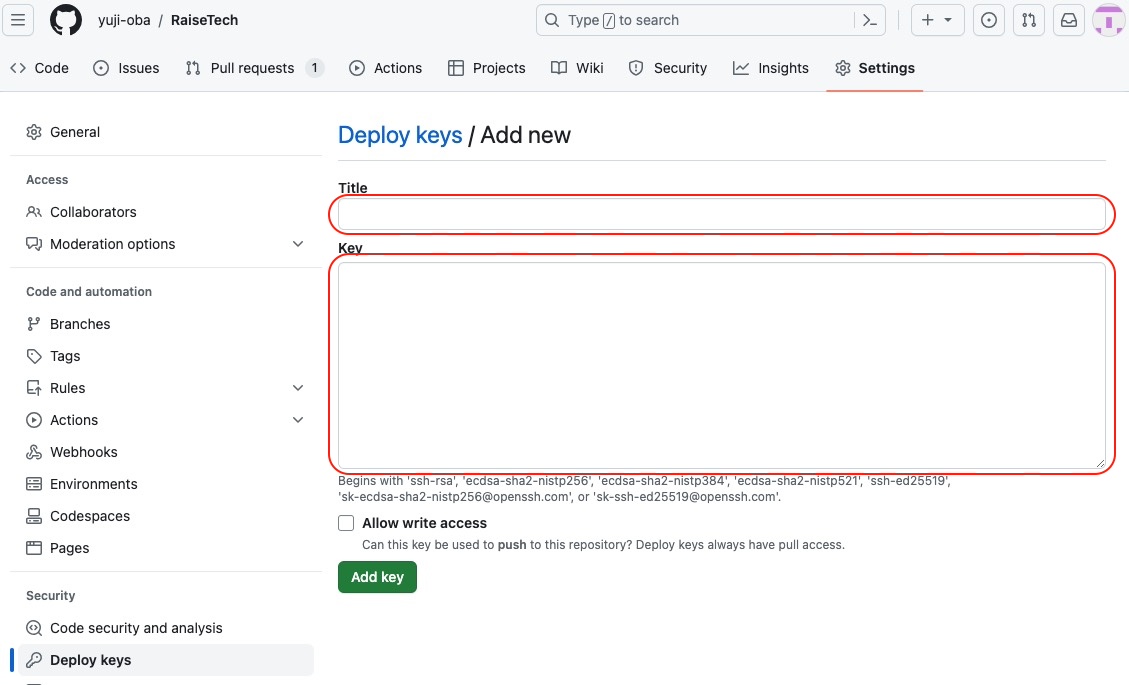 yuji-oba / RaiseTech
Type / to search
Code Issues Pull requests 1 Actions Projects Wiki Security Insights Settings
General
Access
Collaborators
Moderation options
Code and automation
Branches
Tags
Rules
Actions
Webhooks
Environments
Codespaces
Pages
Security
Code security and analysis
Deploy keys
Deploy keys / Add new
Title
Key
Begins with 'ssh-rsa', 'ecdsa-sha2-nistp256', 'ecdsa-sha2-nistp384', 'ecdsa-sha2-nistp521', 'ssh-ed25519',
'sk-ecdsa-sha2-nistp256@openssh.com', or 'sk-ssh-ed25519@openssh.com'.
Allow write access
Can this key be used to push to this repository? Deploy keys always have pull access.
Add key